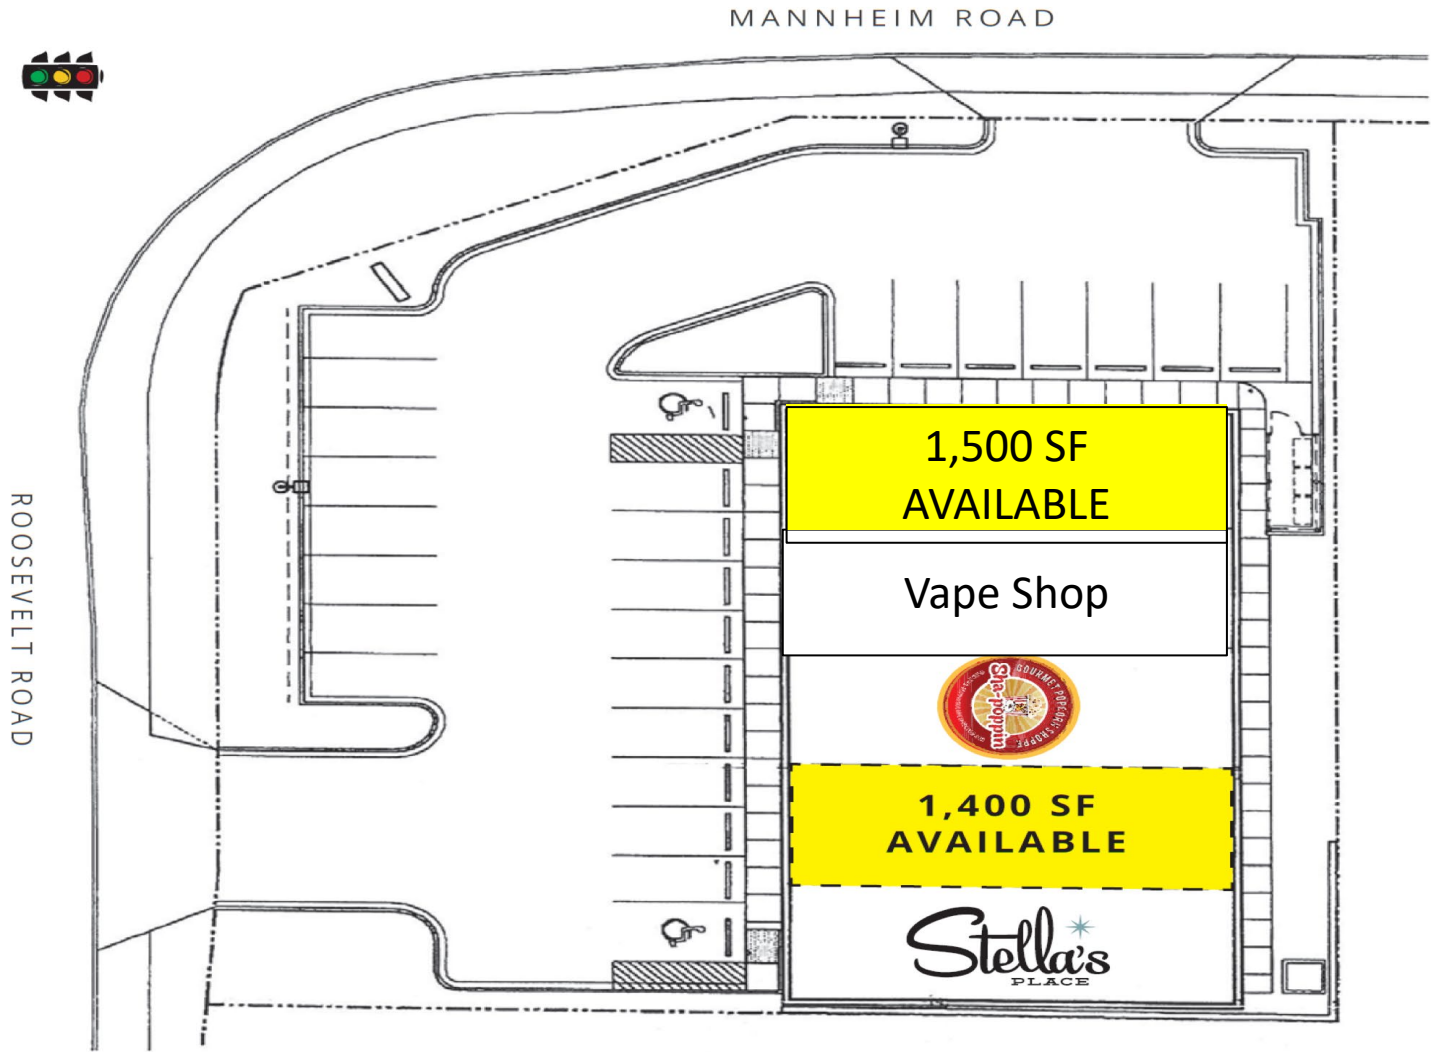 MANNHEIM ROAD
ROOSEVELT ROAD
1,500 SF
AVAILABLE
Vape Shop
GOURMET POPCORN SHOPPE
Sha-poppin
1,400 SF
AVAILABLE
Stella's
PLACE